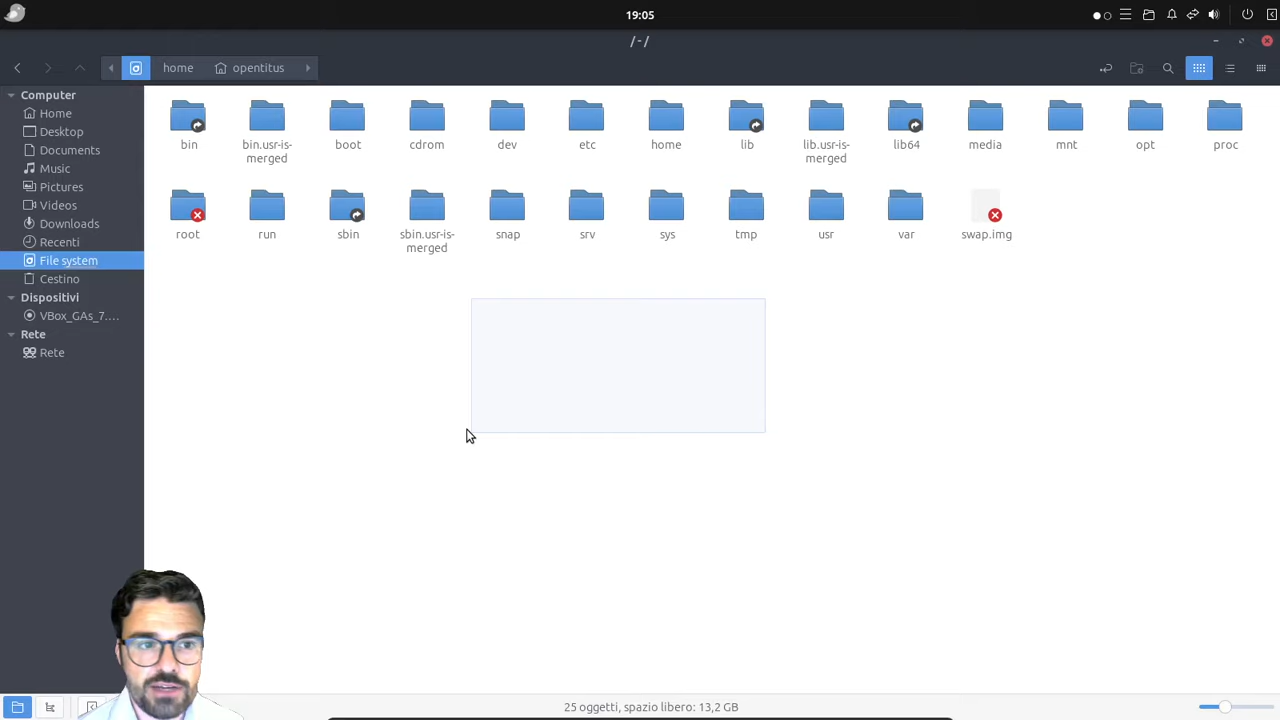 19:05
/-/
home
opentitus
Computer
Home
Desktop
Documents
Music
Pictures
Videos
Downloads
Recenti
File system
Cestino
Dispositivi
VBox_GAs_7....
Rete
Rete
bin
bin.usr-is-
merged
boot
cdrom
dev
etc
home
lib
lib.usr-is-
merged
lib64
media
mnt
opt
proc
root
run
sbin
sbin.usr-is-
merged
snap
srv
sys
tmp
usr
var
swap.img
25 oggetti, spazio libero: 13,2 GB